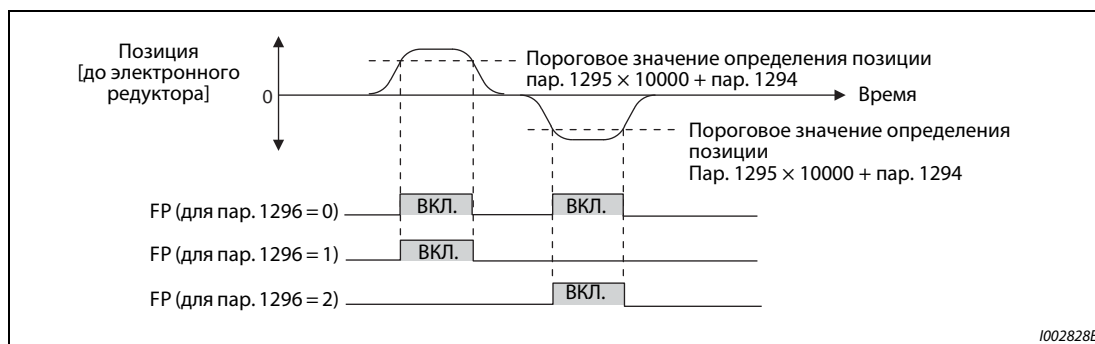 Позиция
[до электронного
редуктора]
0
Пороговое значение определения позиции
пар. 1295 × 10000 + пар. 1294
Время
Пороговое значение определения
позиции
Пар. 1295 × 10000 + пар. 1294
FP (для пар. 1296 = 0)
ВКЛ.
ВКЛ.
FP (для пар. 1296 = 1)
ВКЛ.
FP (для пар. 1296 = 2)
ВКЛ.
I002828E